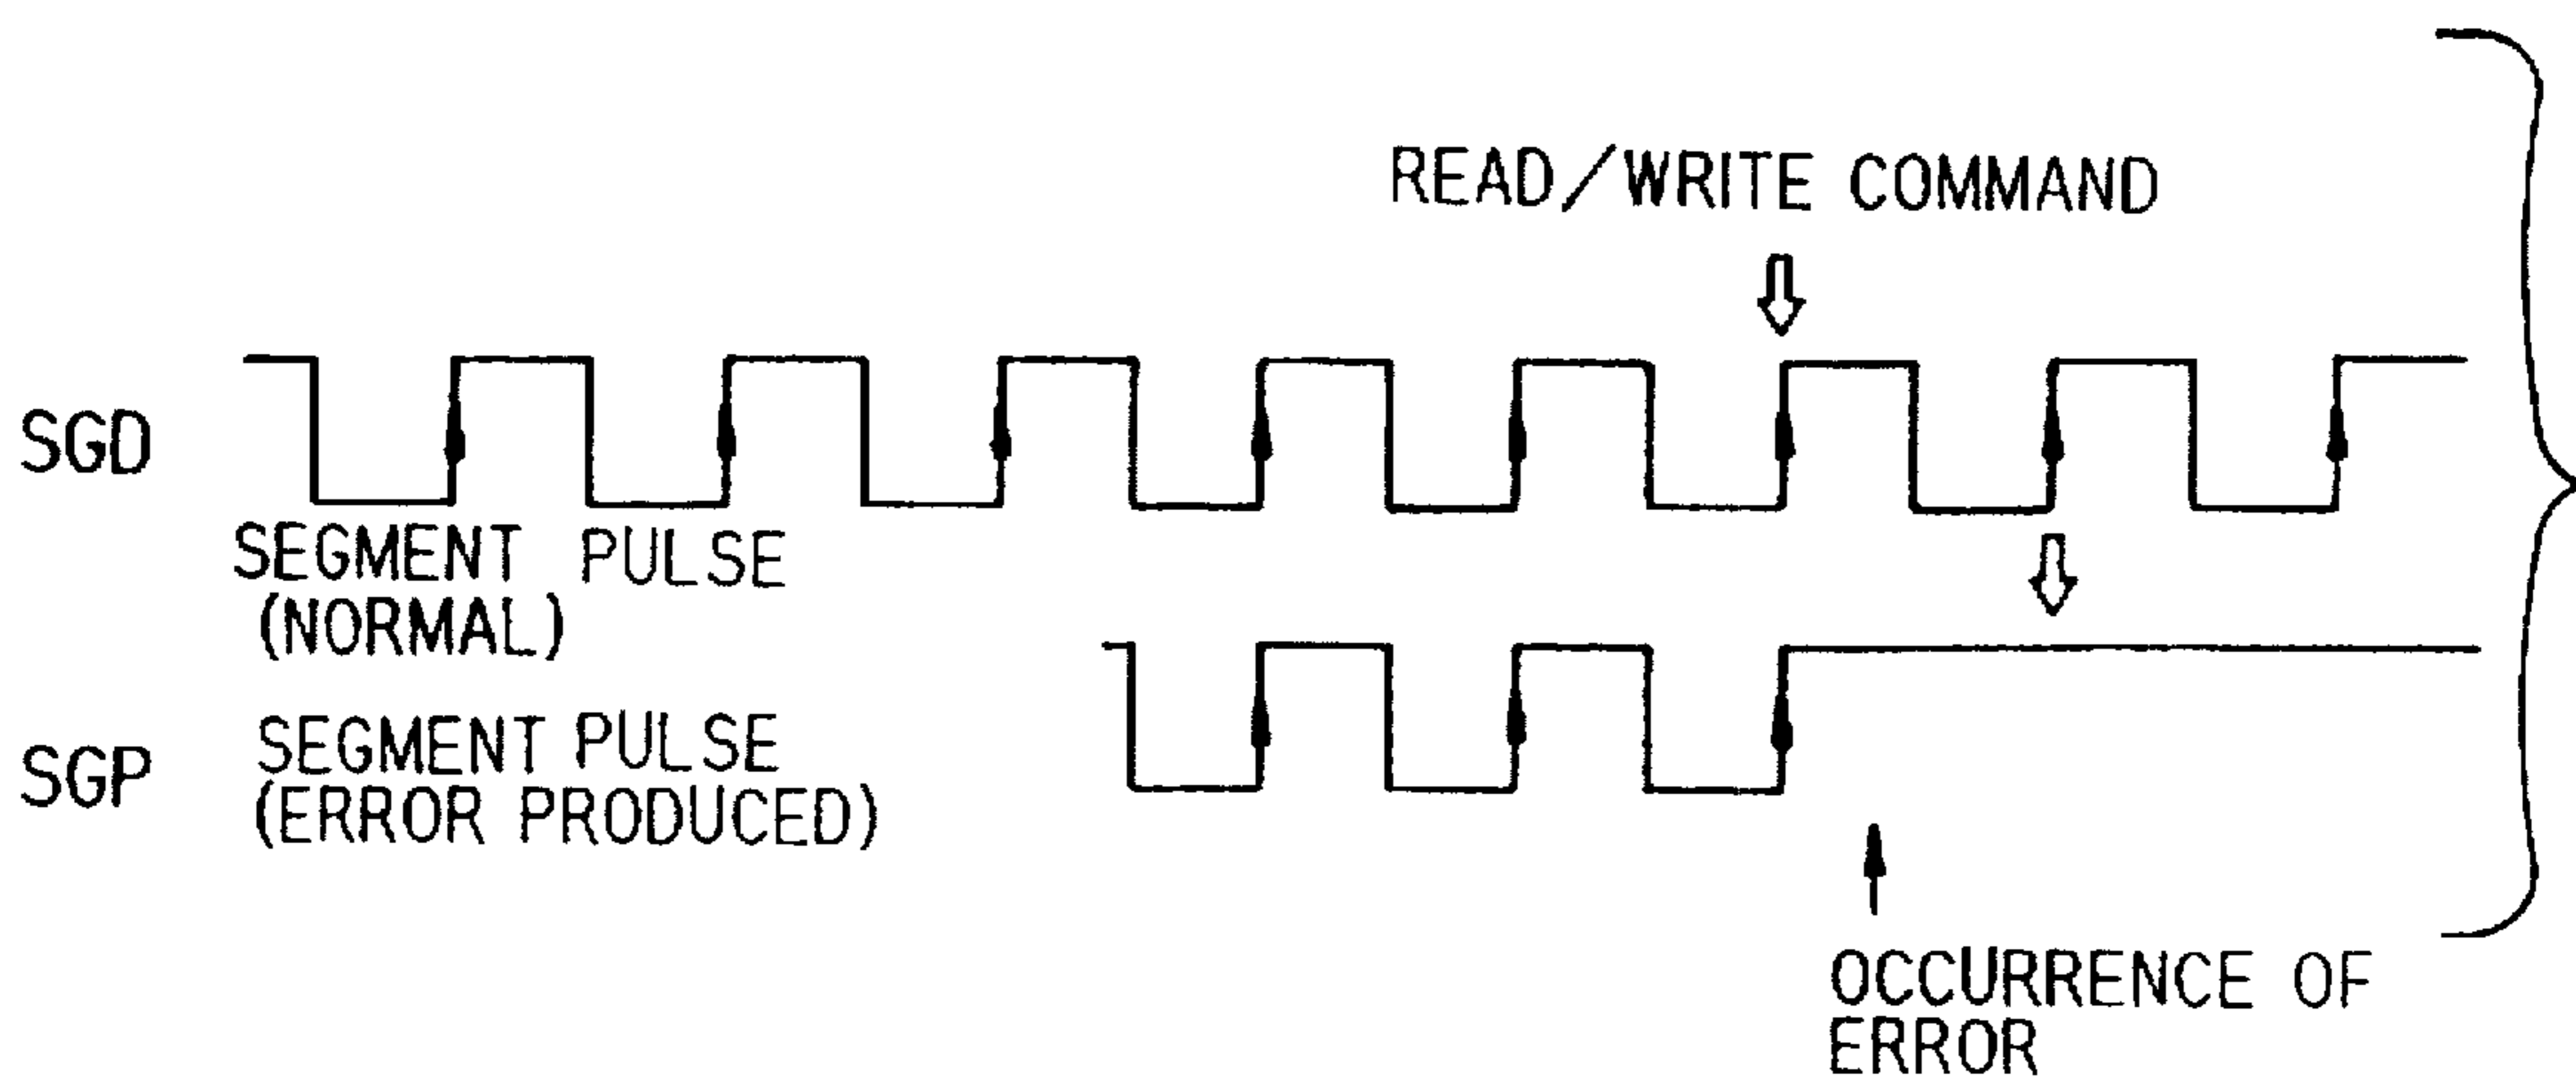 READ/WRITE COMMAND
SGD
SEGMENT PULSE
(NORMAL)
SGP
SEGMENT PULSE
(ERROR PRODUCED)
OCCURRENCE OF
ERROR